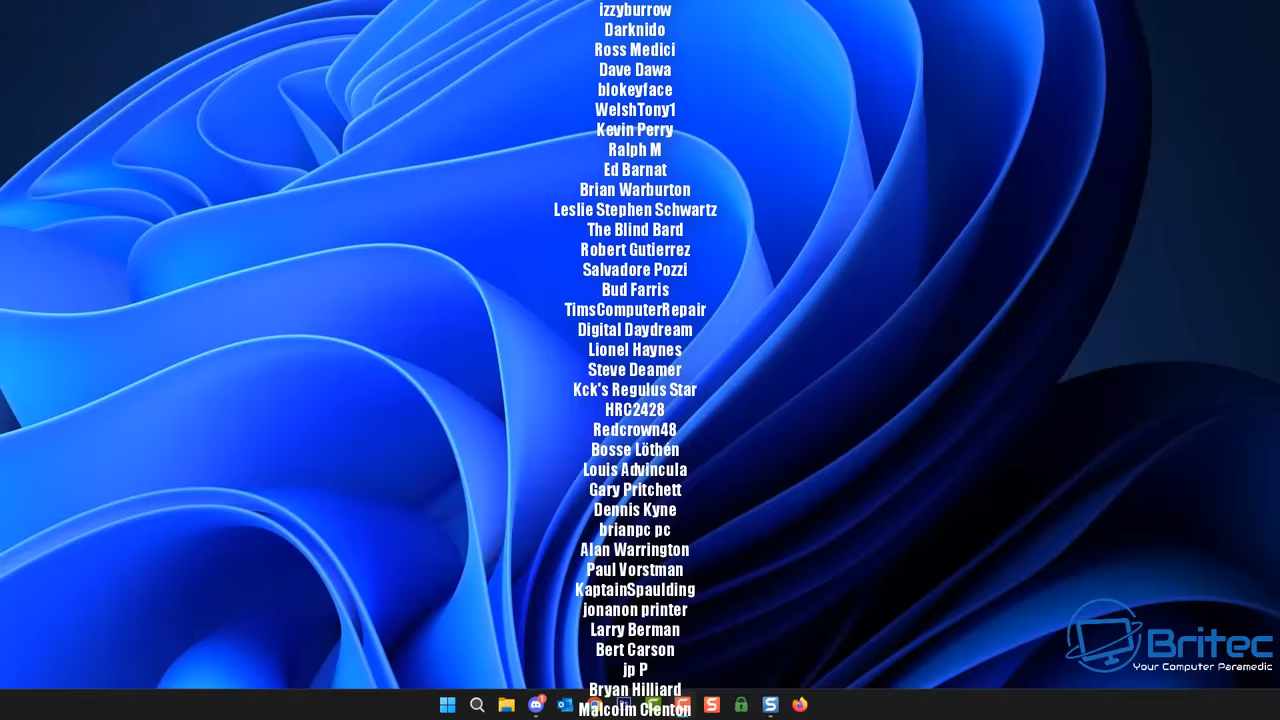 izzyburrow
Darknido
Ross Medici
Dave Dawa
blokeyface
WelshTony1
Kevin Perry
Ralph M
Ed Barnat
Brian Warburton
Leslie Stephen Schwartz
The Blind Bard
Robert Gutierrez
Salvadore Pozzi
Bud Farris
TimsComputerRepair
Digital Daydream
Lionel Haynes
Steve Deamer
Kck's Regulus Star
HRC2428
Redcrown48
Bosse Löthén
Louis Advincula
Gary Pritchett
Dennis Kyne
brianpc pc
Alan Warrington
Paul Vorstman
KaptainSpaulding
jonanon printer
Larry Berman
Bert Carson
jp P
Bryan Hilliard
Malcolm Clenton
Britec
Your Computer Paramedic